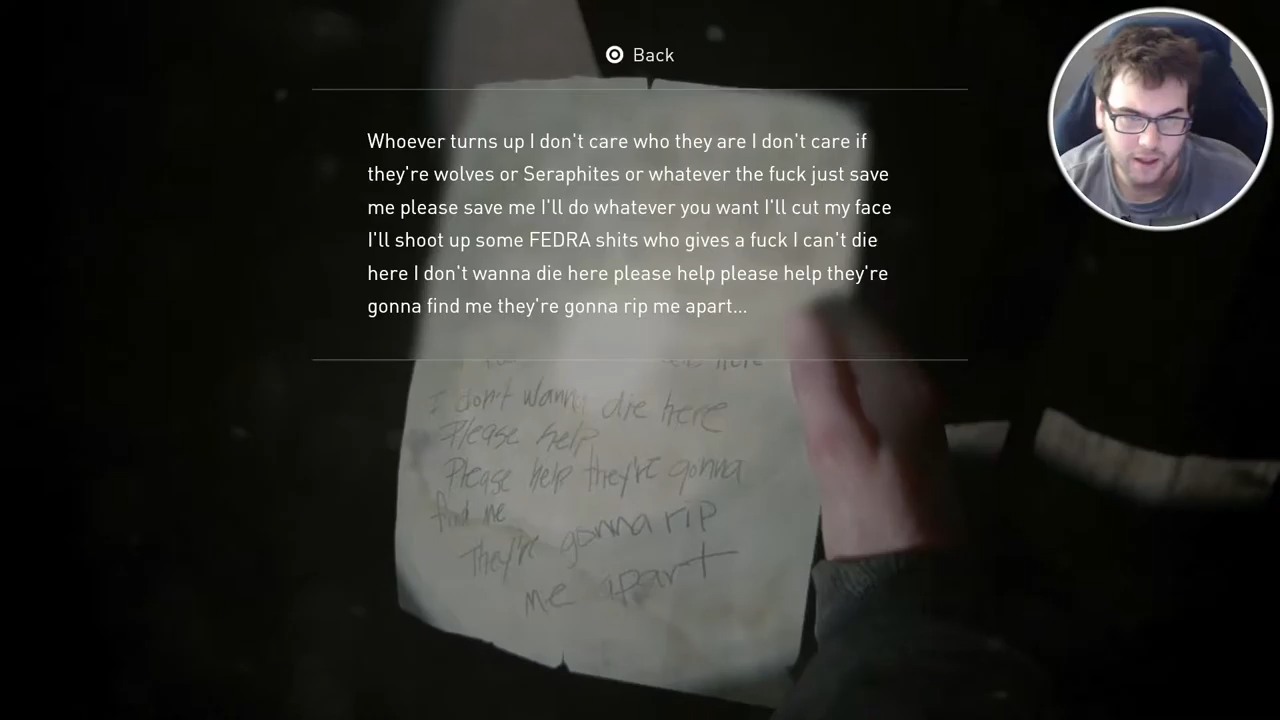 Back
Whoever turns up I don't care who they are I don't care if
they're wolves or Seraphites or whatever the fuck just save
me please save me I'll do whatever you want I'll cut my face
I'll shoot up some FEDRA shits who gives a fuck I can't die
here I don't wanna die here please help please help they're
gonna find me they're gonna rip me apart...
here
I don't wanna die here
Please help
Please help they're gonna
find me
They're gonna rip
me apart